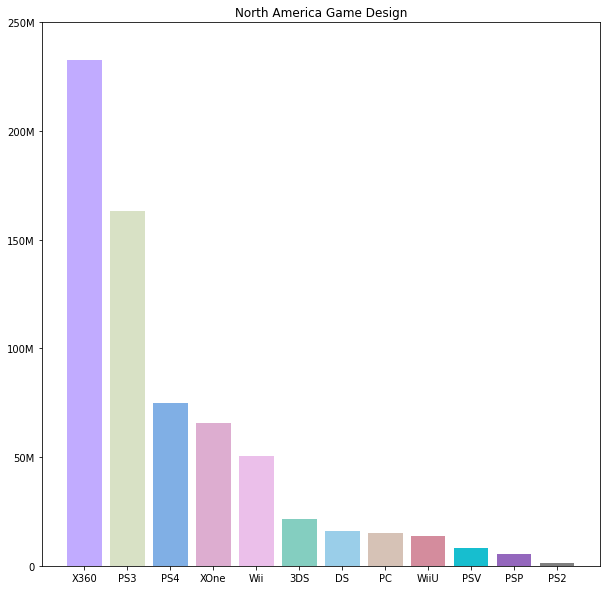 North America Game Design
250M
200M
150M
100M
50M
0
X360 PS3 PS4 XOne Wii 3DS DS PC WiiU PSV PSP PS2